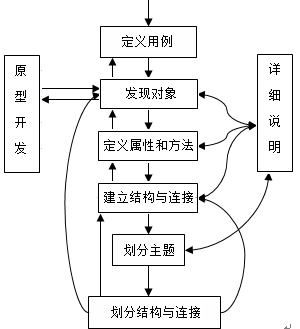 定义用例
原型开发
发现对象
详细说明
定义属性和方法
建立结构与连接
划分主题
划分结构与连接